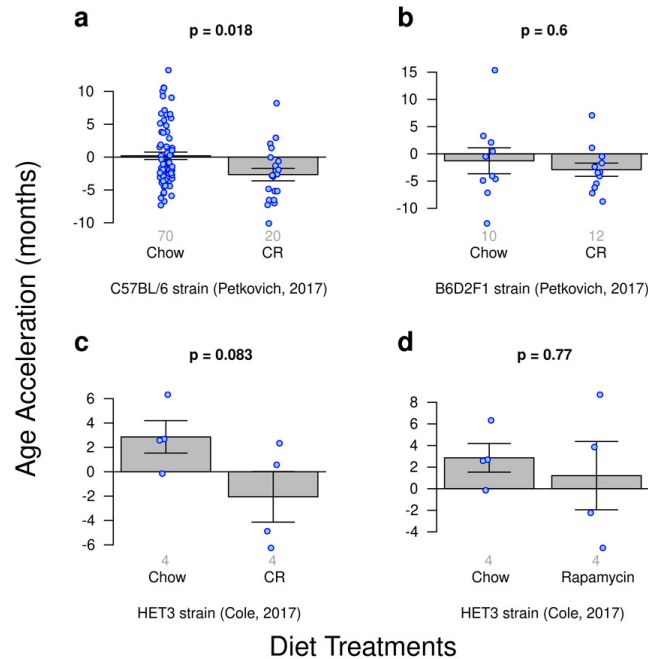 a
p = 0.018
10
5
0
-5
-10
70
20
Chow
CR
C57BL/6 strain (Petkovich, 2017)
b
p = 0.6
15
10
5
0
-5
-10
10
12
Chow
CR
B6D2F1 strain (Petkovich, 2017)
Age Acceleration (months)
c
p = 0.083
6
4
2
0
-2
-4
-6
4
4
Chow
CR
HET3 strain (Cole, 2017)
d
p = 0.77
8
6
4
2
0
-2
-4
4
4
Chow
Rapamycin
HET3 strain (Cole, 2017)
Diet Treatments